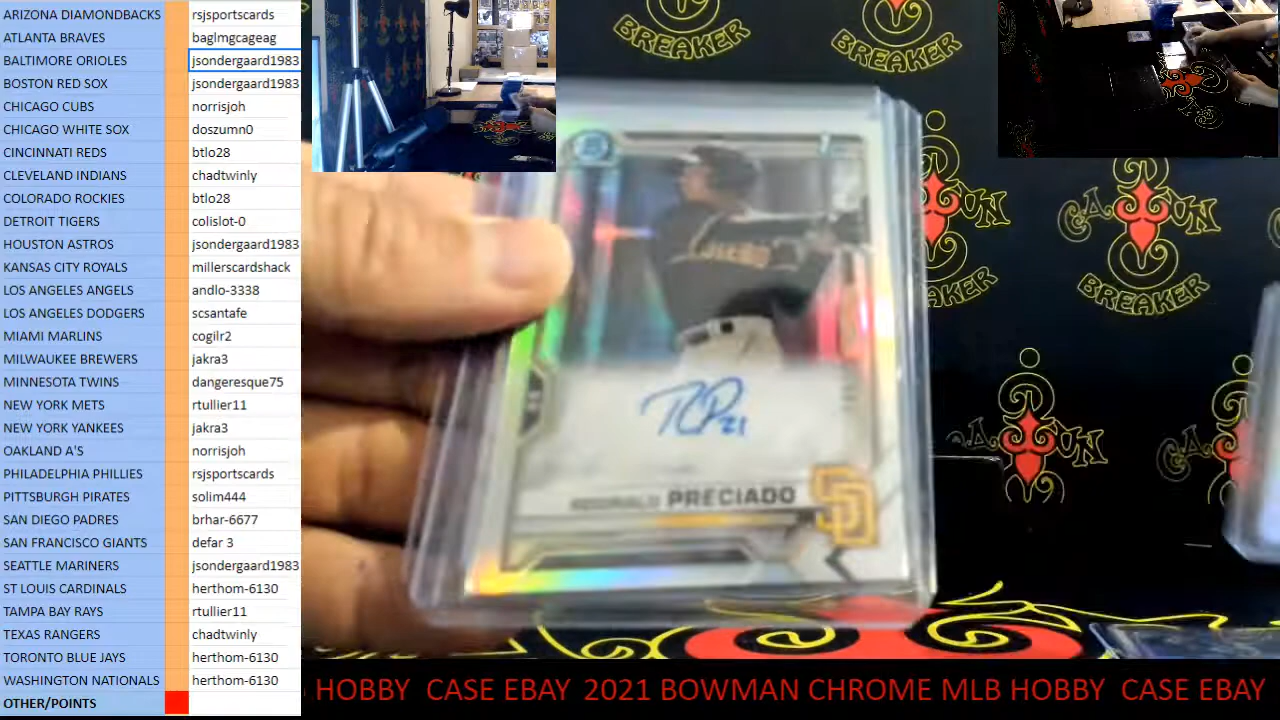 ARIZONA DIAMONDBACKS rsjsportscards
ATLANTA BRAVES baglmgcageag
BALTIMORE ORIOLES jsondergaard1983
BOSTON RED SOX jsondergaard1983
CHICAGO CUBS norrisjoh
CHICAGO WHITE SOX doszumn0
CINCINNATI REDS btlo28
CLEVELAND INDIANS chadtwinly
COLORADO ROCKIES btlo28
DETROIT TIGERS colislot-0
HOUSTON ASTROS jsondergaard1983
KANSAS CITY ROYALS millerscardshack
LOS ANGELES ANGELS andlo-3338
LOS ANGELES DODGERS scsantafe
MIAMI MARLINS cogilr2
MILWAUKEE BREWERS jakra3
MINNESOTA TWINS dangeresque75
NEW YORK METS rtullier11
NEW YORK YANKEES jakra3
OAKLAND A'S norrisjoh
PHILADELPHIA PHILLIES rsjsportscards
PITTSBURGH PIRATES solim444
SAN DIEGO PADRES brhar-6677
SAN FRANCISCO GIANTS defar 3
SEATTLE MARINERS jsondergaard1983
ST LOUIS CARDINALS herthom-6130
TAMPA BAY RAYS rtullier11
TEXAS RANGERS chadtwinly
TORONTO BLUE JAYS herthom-6130
WASHINGTON NATIONALS herthom-6130
OTHER/POINTS
BREAKER
BREAKER
CAJUN
BREAKER
PRECIADO
SD
HOBBY CASE EBAY 2021 BOWMAN CHROME MLB HOBBY CASE EBAY